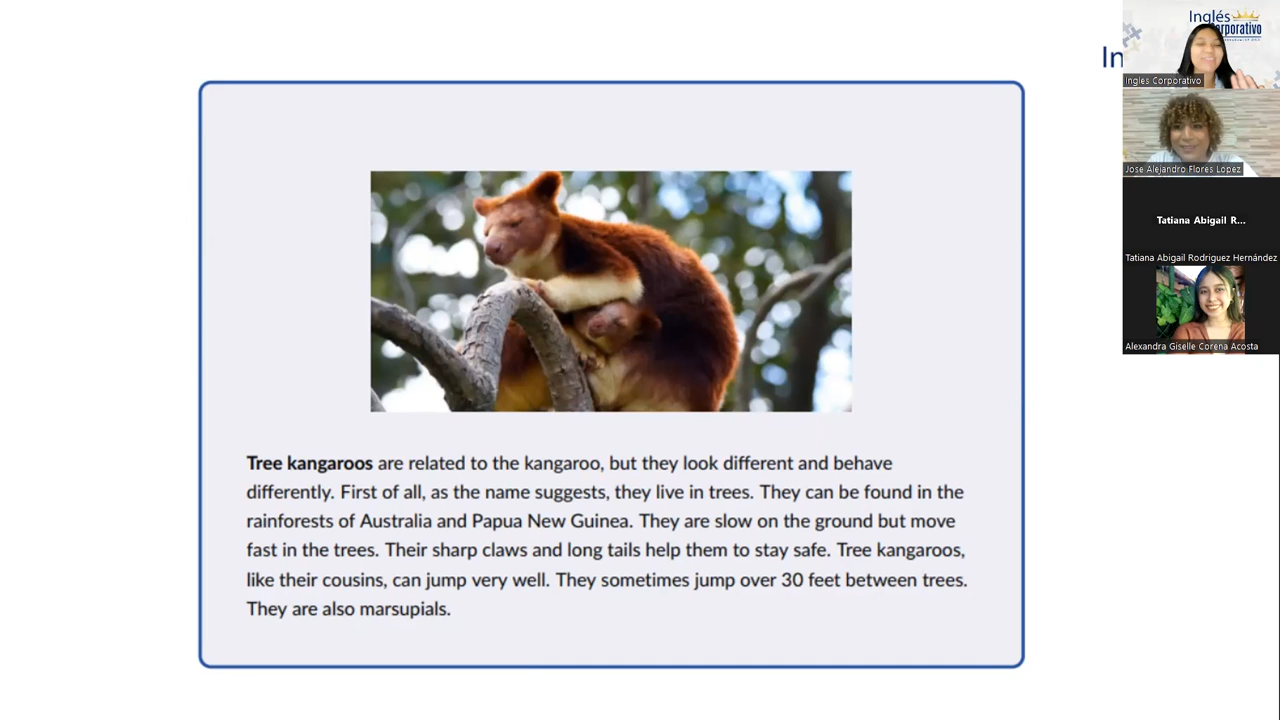 Tree kangaroos are related to the kangaroo, but they look different and behave
differently. First of all, as the name suggests, they live in trees. They can be found in the
rainforests of Australia and Papua New Guinea. They are slow on the ground but move
fast in the trees. Their sharp claws and long tails help them to stay safe. Tree kangaroos,
like their cousins, can jump very well. They sometimes jump over 30 feet between trees.
They are also marsupials.
In
Inglés
Corporativo
Ingles Corporativo
Jose Alejandro Flores Lopez
Tatiana Abigail R...
Tatiana Abigail Rodriguez Hernández
Alexandra Giselle Corena Acosta